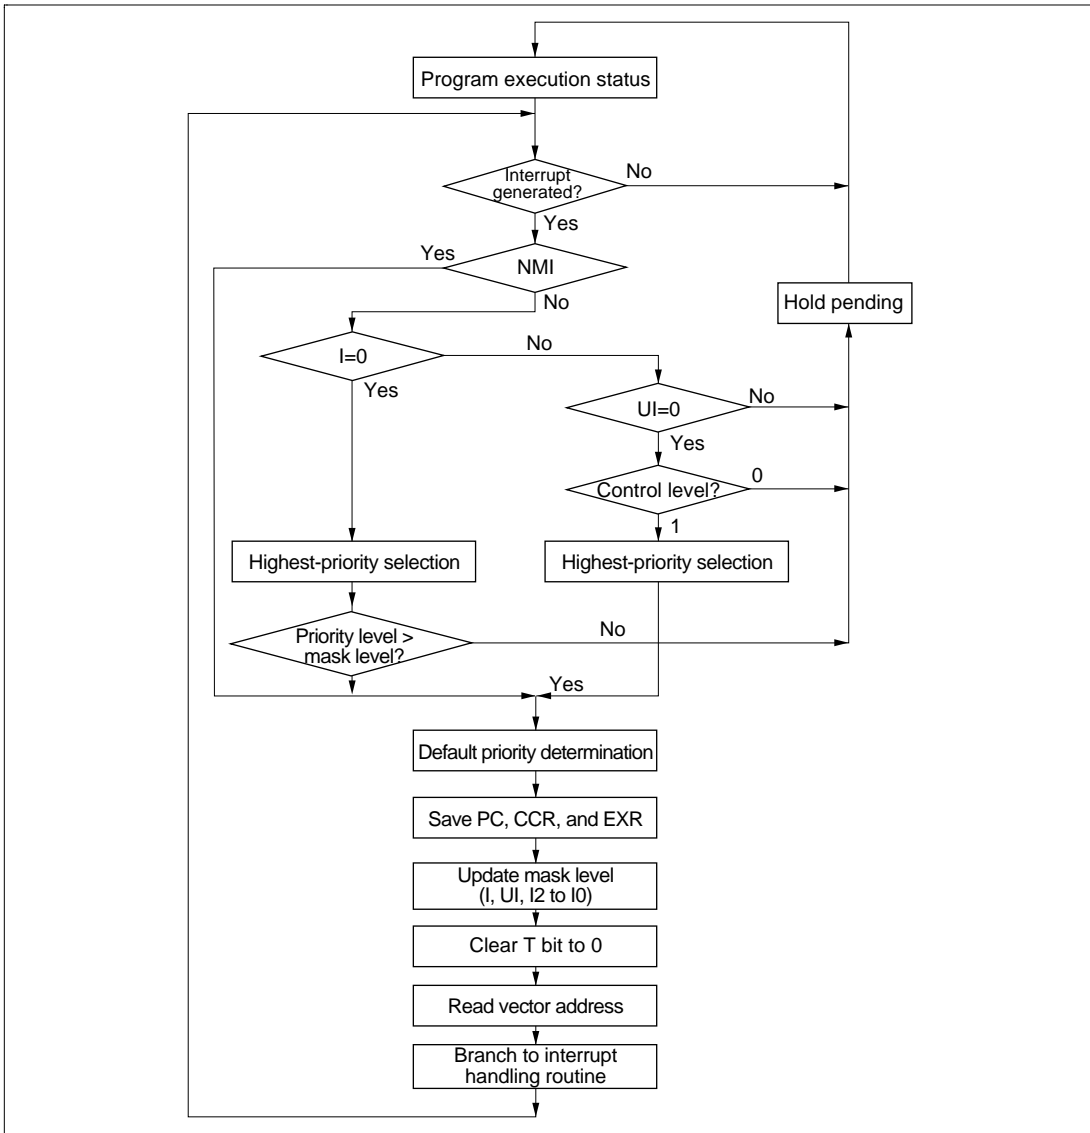 Program execution status
Interrupt
generated?
No
Yes
Yes
NMI
No
Hold pending
I=0
No
Yes
UI=0
No
Yes
Control level?
0
1
Highest-priority selection
Highest-priority selection
Priority level >
mask level?
No
Yes
Default priority determination
Save PC, CCR, and EXR
Update mask level
(I, UI, I2 to I0)
Clear T bit to 0
Read vector address
Branch to interrupt
handling routine